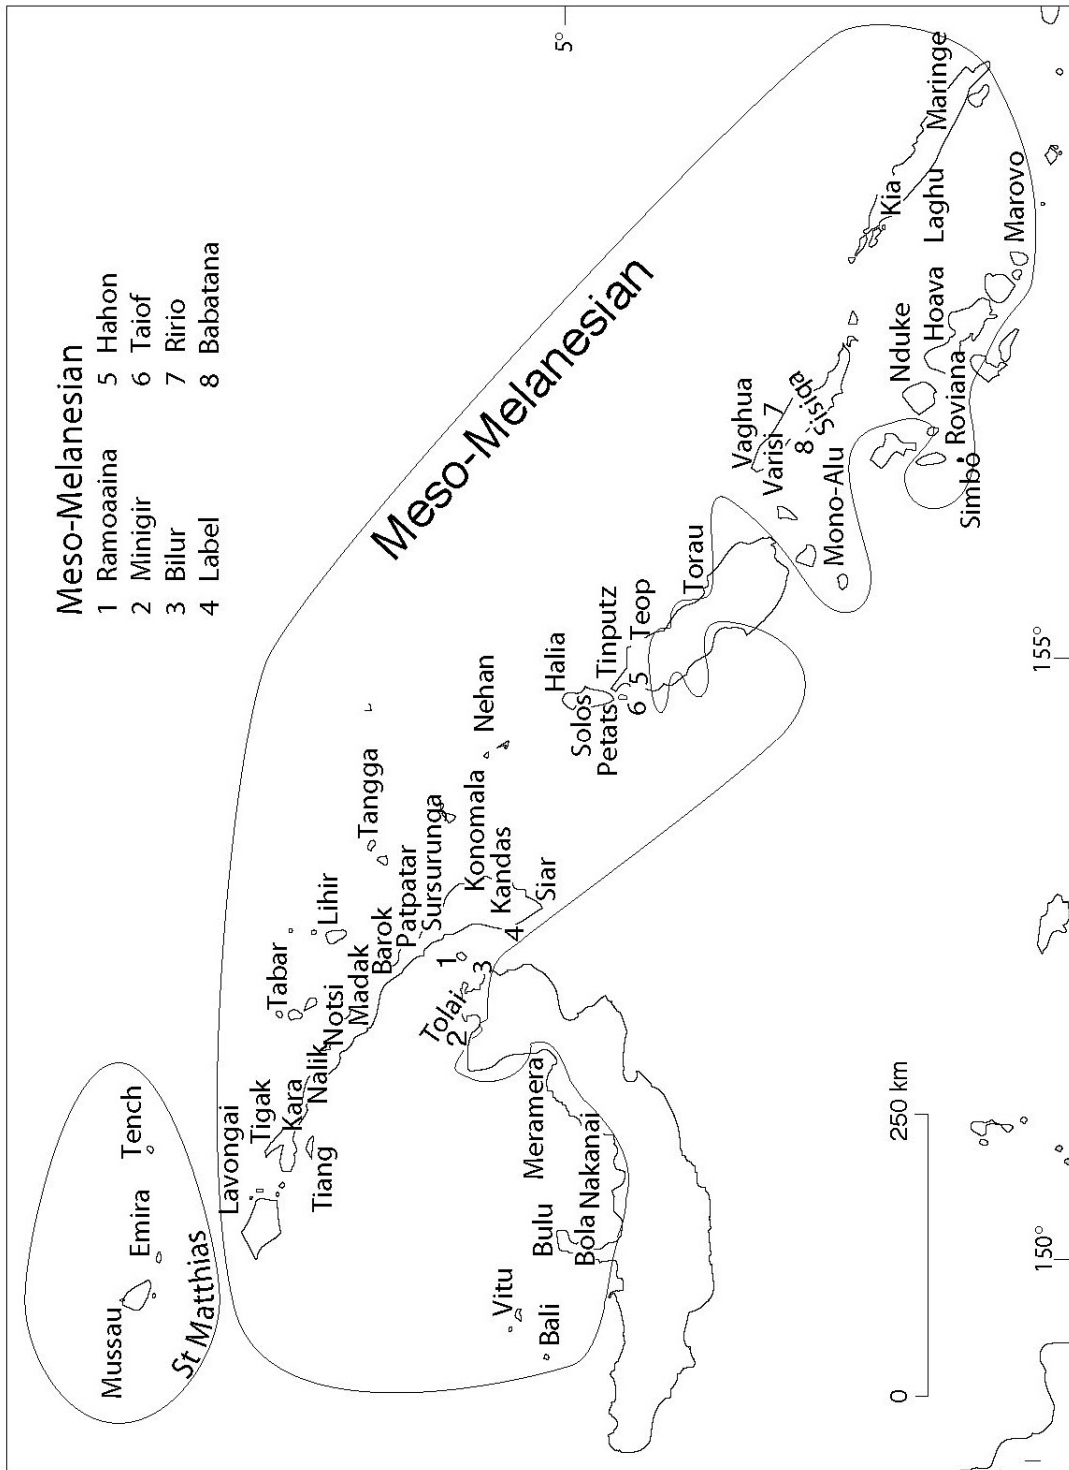 Meso-Melanesian
1 Ramoaaina
2 Minigir
3 Bilur
4 Label
5 Hahon
6 Taiof
7 Ririo
8 Babatana
Mussau
Emira
Tench
St Matthias
Lavongai
Tigak
Kara
Tiang
Nalik
Notsi
Tabar
Lihir
Madak
Barok
Patpatar
Sursurunga
Tangga
Konomala
Kandas
Siar
Nehan
Tolai
1
2
3
4
Vitu
Bali
Bulu
Bola
Nakanai
Meramera
Meso-Melanesian
Halia
Solos
Petats
Tinputz
Teop
5
6
Torau
Mono-Alu
Vaghua
Varisi
7
8
Sisiqa
Nduke
Simbo
Roviana
Hoava
Kia
Laghu
Maringe
Marovo
5°
150°
155°
0
250 km